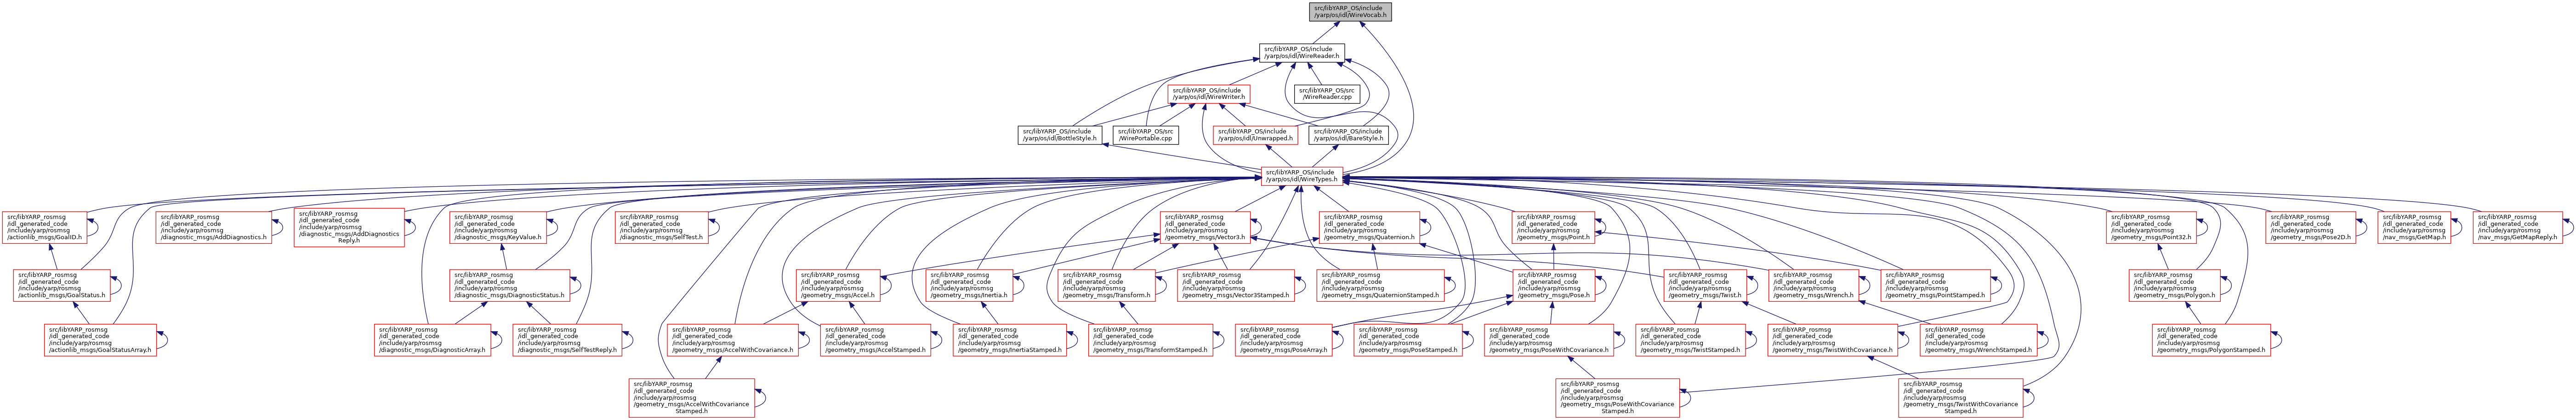 src/libYARP_OS/include
/yarp/os/idl/WireVocab.h
src/libYARP_OS/include
/yarp/os/idl/WireReader.h
src/libYARP_OS/include
/yarp/os/idl/WireWriter.h
src/libYARP_OS/src
/WireReader.cpp
src/libYARP_OS/include
/yarp/os/idl/BottleStyle.h
src/libYARP_OS/src
/WirePortable.cpp
src/libYARP_OS/include
/yarp/os/idl/Unwrapped.h
src/libYARP_OS/include
/yarp/os/idl/BareStyle.h
src/libYARP_OS/include
/yarp/os/idl/WireTypes.h
src/libYARP_rosmsg
/idl_generated_code
/include/yarp/rosmsg
/actionlib_msgs/GoalID.h
src/libYARP_rosmsg
/idl_generated_code
/include/yarp/rosmsg
/diagnostic_msgs/AddDiagnostics.h
src/libYARP_rosmsg
/idl_generated_code
/include/yarp/rosmsg
/diagnostic_msgs/AddDiagnostics
Reply.h
src/libYARP_rosmsg
/idl_generated_code
/include/yarp/rosmsg
/diagnostic_msgs/KeyValue.h
src/libYARP_rosmsg
/idl_generated_code
/include/yarp/rosmsg
/diagnostic_msgs/SelfTest.h
src/libYARP_rosmsg
/idl_generated_code
/include/yarp/rosmsg
/geometry_msgs/Vector3.h
src/libYARP_rosmsg
/idl_generated_code
/include/yarp/rosmsg
/geometry_msgs/Quaternion.h
src/libYARP_rosmsg
/idl_generated_code
/include/yarp/rosmsg
/geometry_msgs/Point.h
src/libYARP_rosmsg
/idl_generated_code
/include/yarp/rosmsg
/geometry_msgs/Point32.h
src/libYARP_rosmsg
/idl_generated_code
/include/yarp/rosmsg
/geometry_msgs/Pose2D.h
src/libYARP_rosmsg
/idl_generated_code
/include/yarp/rosmsg
/nav_msgs/GetMap.h
src/libYARP_rosmsg
/idl_generated_code
/include/yarp/rosmsg
/nav_msgs/GetMapReply.h
src/libYARP_rosmsg
/idl_generated_code
/include/yarp/rosmsg
/actionlib_msgs/GoalStatus.h
src/libYARP_rosmsg
/idl_generated_code
/include/yarp/rosmsg
/diagnostic_msgs/DiagnosticStatus.h
src/libYARP_rosmsg
/idl_generated_code
/include/yarp/rosmsg
/geometry_msgs/Accel.h
src/libYARP_rosmsg
/idl_generated_code
/include/yarp/rosmsg
/geometry_msgs/Inertia.h
src/libYARP_rosmsg
/idl_generated_code
/include/yarp/rosmsg
/geometry_msgs/Transform.h
src/libYARP_rosmsg
/idl_generated_code
/include/yarp/rosmsg
/geometry_msgs/Vector3Stamped.h
src/libYARP_rosmsg
/idl_generated_code
/include/yarp/rosmsg
/geometry_msgs/QuaternionStamped.h
src/libYARP_rosmsg
/idl_generated_code
/include/yarp/rosmsg
/geometry_msgs/Pose.h
src/libYARP_rosmsg
/idl_generated_code
/include/yarp/rosmsg
/geometry_msgs/Twist.h
src/libYARP_rosmsg
/idl_generated_code
/include/yarp/rosmsg
/geometry_msgs/Wrench.h
src/libYARP_rosmsg
/idl_generated_code
/include/yarp/rosmsg
/geometry_msgs/PointStamped.h
src/libYARP_rosmsg
/idl_generated_code
/include/yarp/rosmsg
/geometry_msgs/Polygon.h
src/libYARP_rosmsg
/idl_generated_code
/include/yarp/rosmsg
/actionlib_msgs/GoalStatusArray.h
src/libYARP_rosmsg
/idl_generated_code
/include/yarp/rosmsg
/diagnostic_msgs/DiagnosticArray.h
src/libYARP_rosmsg
/idl_generated_code
/include/yarp/rosmsg
/diagnostic_msgs/SelfTestReply.h
src/libYARP_rosmsg
/idl_generated_code
/include/yarp/rosmsg
/geometry_msgs/AccelWithCovariance.h
src/libYARP_rosmsg
/idl_generated_code
/include/yarp/rosmsg
/geometry_msgs/AccelStamped.h
src/libYARP_rosmsg
/idl_generated_code
/include/yarp/rosmsg
/geometry_msgs/InertiaStamped.h
src/libYARP_rosmsg
/idl_generated_code
/include/yarp/rosmsg
/geometry_msgs/TransformStamped.h
src/libYARP_rosmsg
/idl_generated_code
/include/yarp/rosmsg
/geometry_msgs/PoseArray.h
src/libYARP_rosmsg
/idl_generated_code
/include/yarp/rosmsg
/geometry_msgs/PoseStamped.h
src/libYARP_rosmsg
/idl_generated_code
/include/yarp/rosmsg
/geometry_msgs/PoseWithCovariance.h
src/libYARP_rosmsg
/idl_generated_code
/include/yarp/rosmsg
/geometry_msgs/TwistStamped.h
src/libYARP_rosmsg
/idl_generated_code
/include/yarp/rosmsg
/geometry_msgs/TwistWithCovariance.h
src/libYARP_rosmsg
/idl_generated_code
/include/yarp/rosmsg
/geometry_msgs/WrenchStamped.h
src/libYARP_rosmsg
/idl_generated_code
/include/yarp/rosmsg
/geometry_msgs/PolygonStamped.h
src/libYARP_rosmsg
/idl_generated_code
/include/yarp/rosmsg
/geometry_msgs/AccelWithCovariance
Stamped.h
src/libYARP_rosmsg
/idl_generated_code
/include/yarp/rosmsg
/geometry_msgs/PoseWithCovariance
Stamped.h
src/libYARP_rosmsg
/idl_generated_code
/include/yarp/rosmsg
/geometry_msgs/TwistWithCovariance
Stamped.h